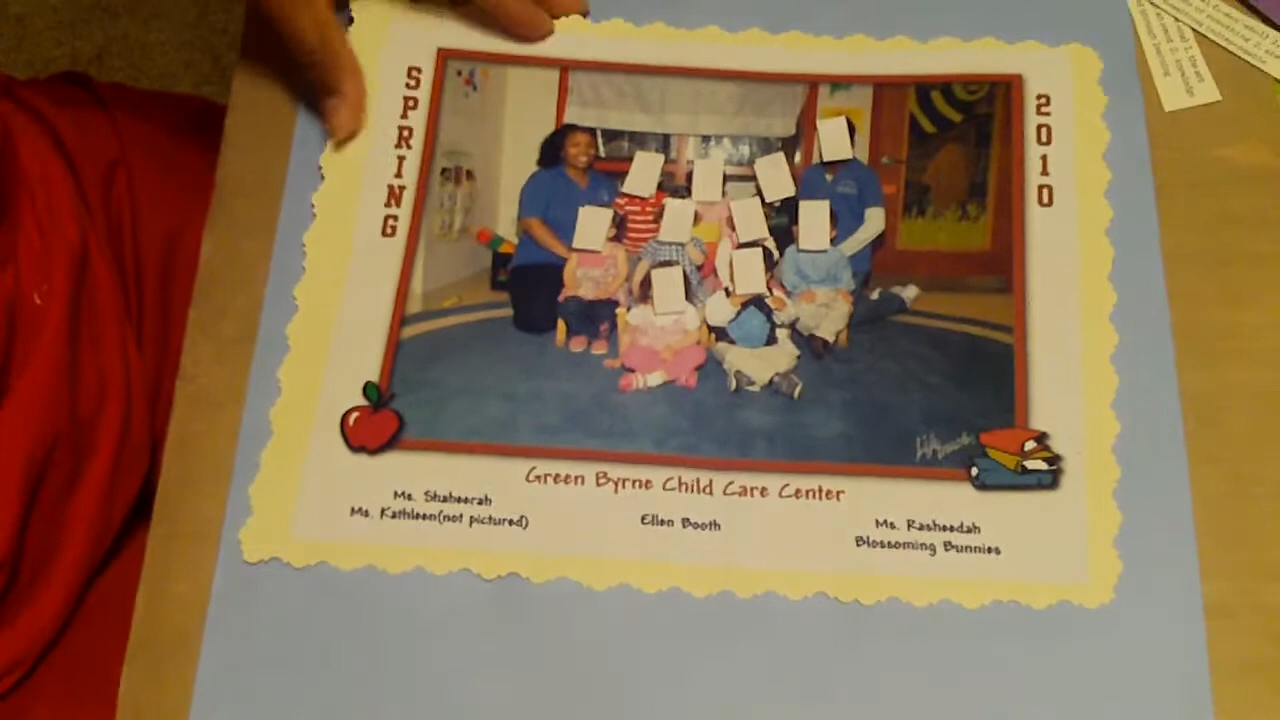 SPRING
2010
Green Byrne Child Care Center
Ms. Shaheerah
Ms. Kathleen(not pictured)
Ellen Booth
Ms. Rasheedah
Blossoming Bunnies